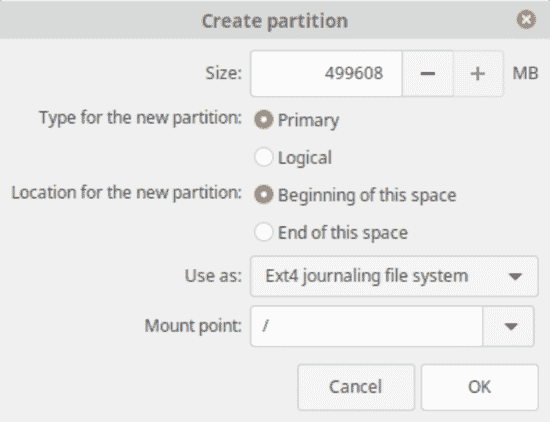 Create partition
Size: 499608 − + MB
Type for the new partition: Primary
Logical
Location for the new partition: Beginning of this space
End of this space
Use as: Ext4 journaling file system
Mount point: /
Cancel OK